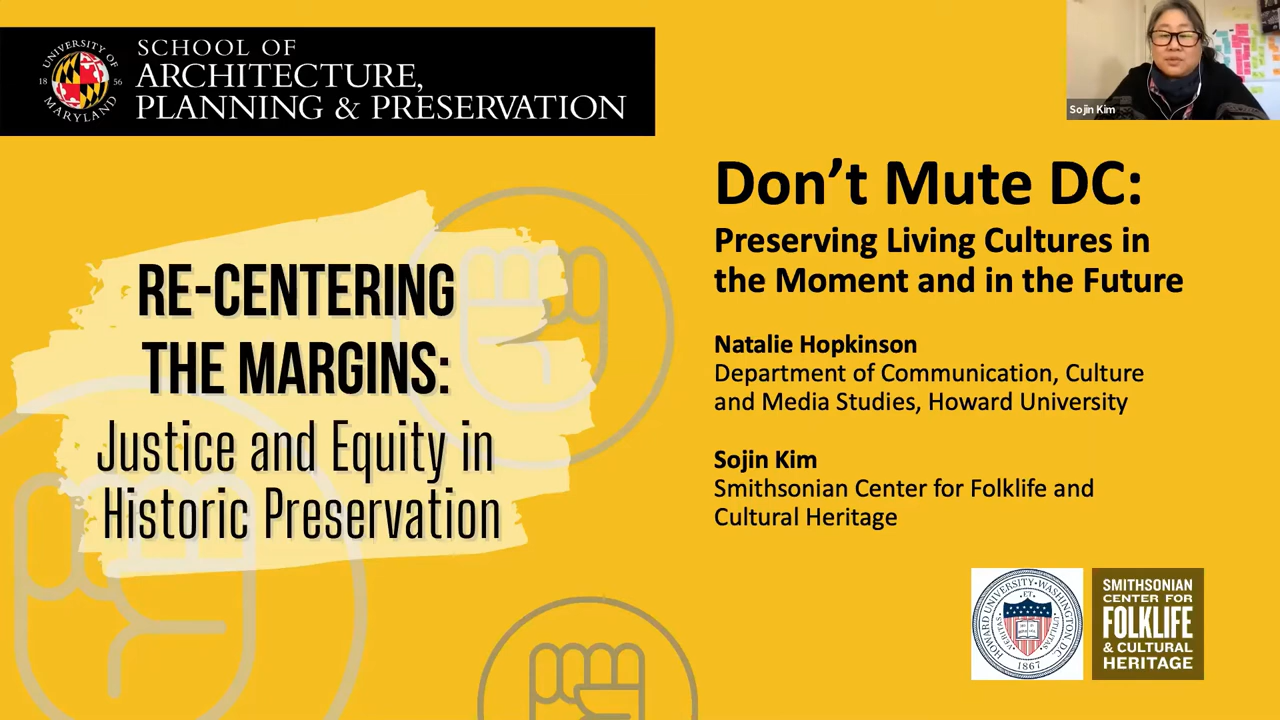 UNIVERSITY OF
MARYLAND
18 56
SCHOOL OF
ARCHITECTURE,
PLANNING & PRESERVATION
Sojin Kim
RE-CENTERING
THE MARGINS:
Justice and Equity in
Historic Preservation
Don’t Mute DC:
Preserving Living Cultures in
the Moment and in the Future
Natalie Hopkinson
Department of Communication, Culture
and Media Studies, Howard University
Sojin Kim
Smithsonian Center for Folklife and
Cultural Heritage
HOWARD UNIVERSITY · WASHINGTON DC
VERITAS ET UTILITAS
1867
SMITHSONIAN
CENTER FOR
FOLKLIFE
& CULTURAL
HERITAGE